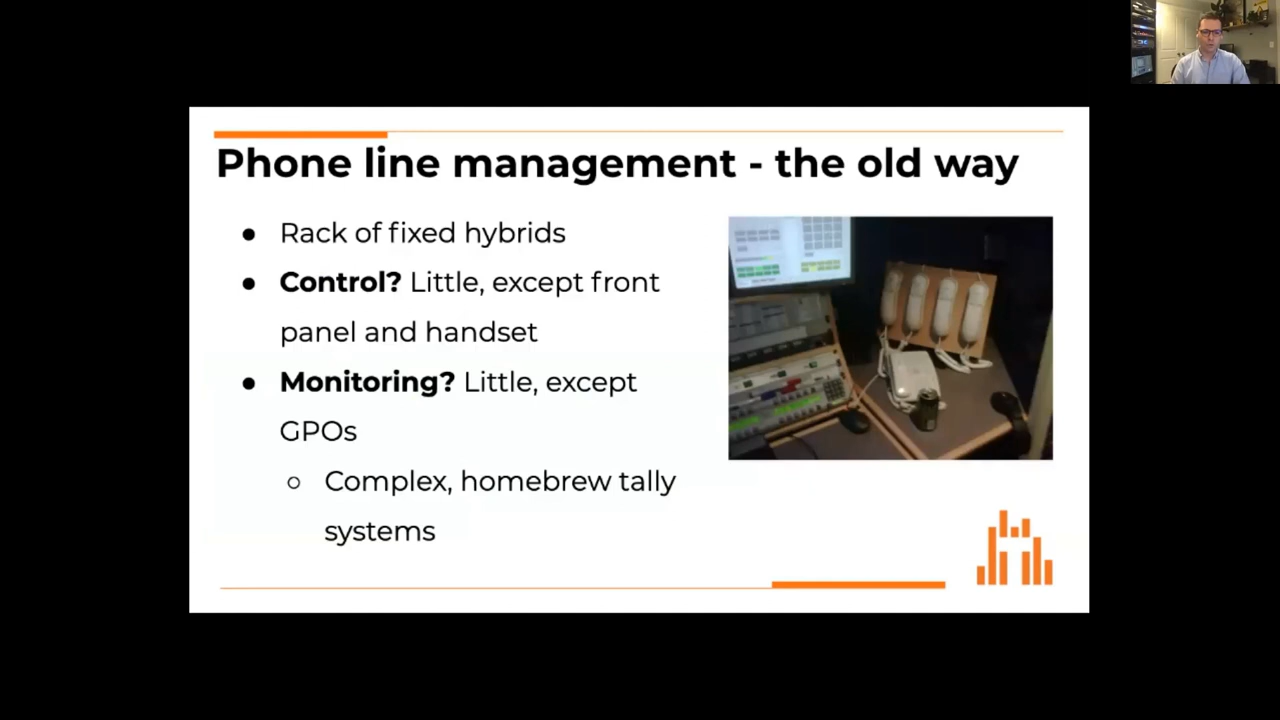 Phone line management - the old way
● Rack of fixed hybrids
● Control? Little, except front
panel and handset
● Monitoring? Little, except
GPOs
○ Complex, homebrew tally
systems